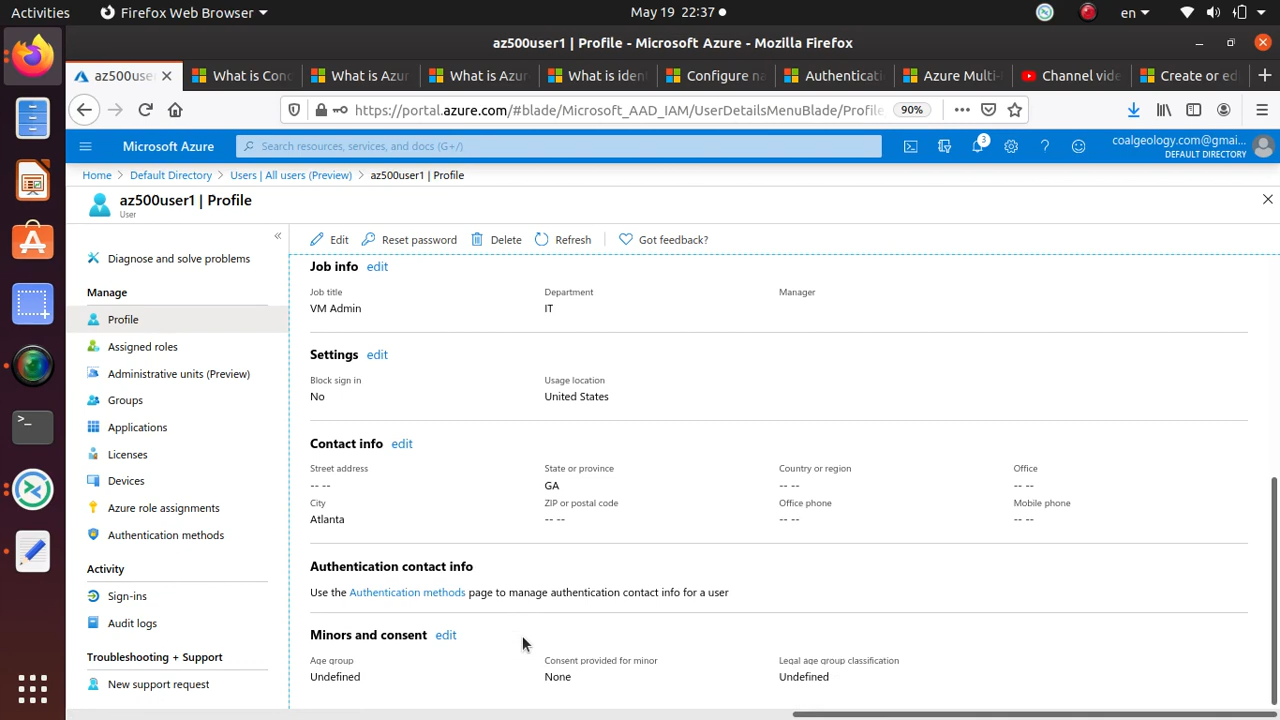 Activities
Firefox Web Browser
May 19 22:37
en
az500user1 | Profile - Microsoft Azure - Mozilla Firefox
az500use
What is Con
What is Azur
What is Azu
What is iden
Configure na
Authenticati
Azure Multi-
Channel vide
Create or ed
https://portal.azure.com/#blade/Microsoft_AAD_IAM/UserDetailsMenuBlade/Profile
90%
Microsoft Azure
Search resources, services, and docs (G+/)
3
coalgeology.com@gmai...
DEFAULT DIRECTORY
Home > Default Directory > Users | All users (Preview) > az500user1 | Profile
az500user1 | Profile
User
«
Edit
Reset password
Delete
Refresh
Got feedback?
Diagnose and solve problems
Manage
Profile
Assigned roles
Administrative units (Preview)
Groups
Applications
Licenses
Devices
Azure role assignments
Authentication methods
Activity
Sign-ins
Audit logs
Troubleshooting + Support
New support request
Job info edit
Job title Department Manager
VM Admin IT
Settings edit
Block sign in Usage location
No United States
Contact info edit
Street address State or province Country or region Office
-- -- GA -- -- -- --
City ZIP or postal code Office phone Mobile phone
Atlanta -- -- -- -- -- --
Authentication contact info
Use the Authentication methods page to manage authentication contact info for a user
Minors and consent edit
Age group Consent provided for minor Legal age group classification
Undefined None Undefined